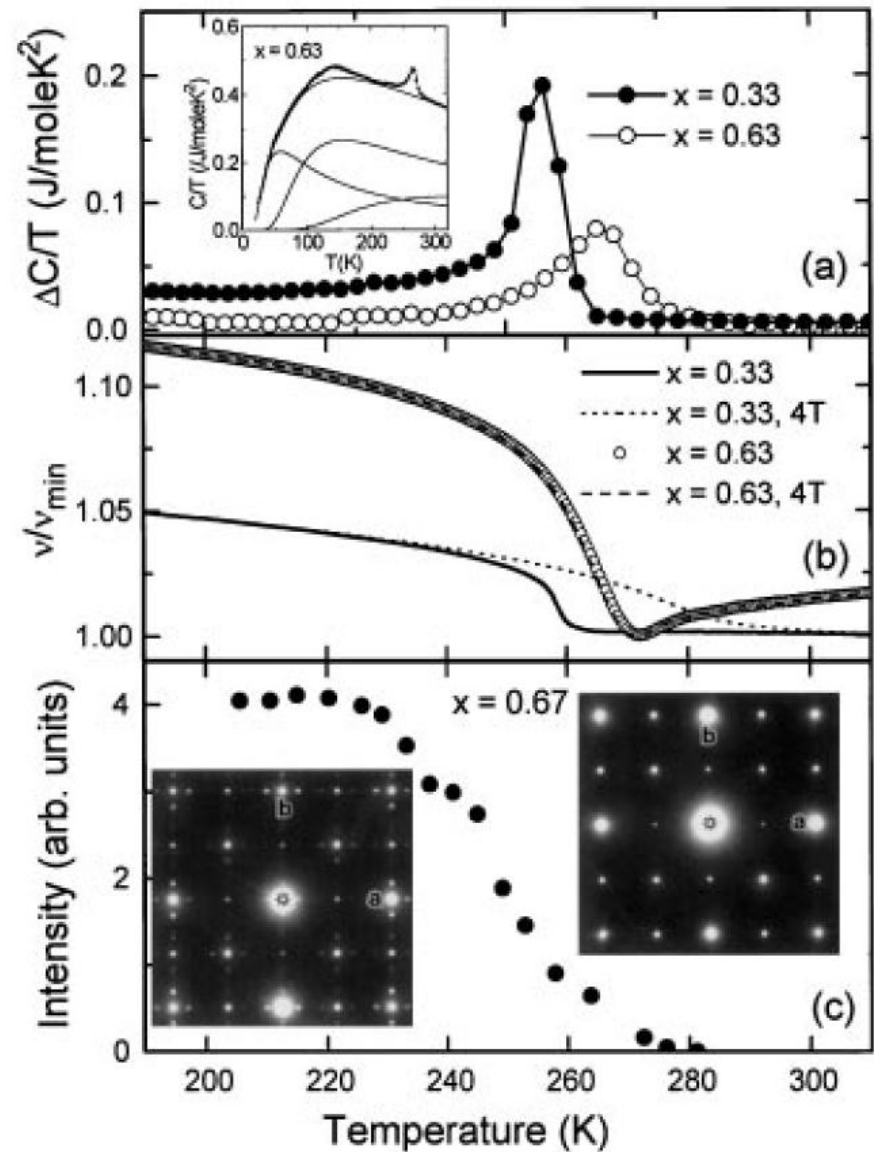 ΔC/T (J/moleK²)
0.2
0.1
0.0
C/T (J/moleK²)
0.6
0.4
0.2
0.0
0
100
200
300
T(K)
x = 0.63
x = 0.33
x = 0.63
(a)
ν/νmin
1.10
1.05
1.00
x = 0.33
x = 0.33, 4T
x = 0.63
x = 0.63, 4T
(b)
Intensity (arb. units)
4
2
0
x = 0.67
b
a
b
a
(c)
200
220
240
260
280
300
Temperature (K)